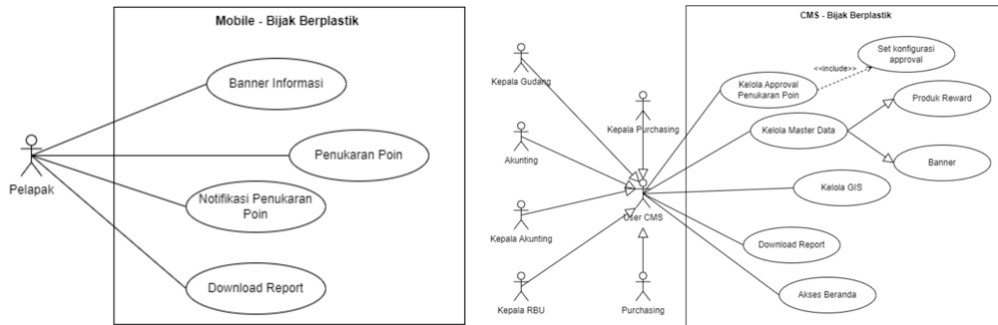 Mobile - Bijak Berplastik
Banner Informasi
Penukaran Poin
Pelapak
Notifikasi Penukaran
Poin
Download Report
CMS - Bijak Berplastik
Set konfigurasi
approval
<<include>>
Kepala Gudang
Kelola Approval
Penukaran Poin
Produk Reward
Kepala Purchasing
Kelola Master Data
Akunting
Banner
Kelola GIS
User CMS
Kepala Akunting
Download Report
Akses Beranda
Kepala RBU
Purchasing